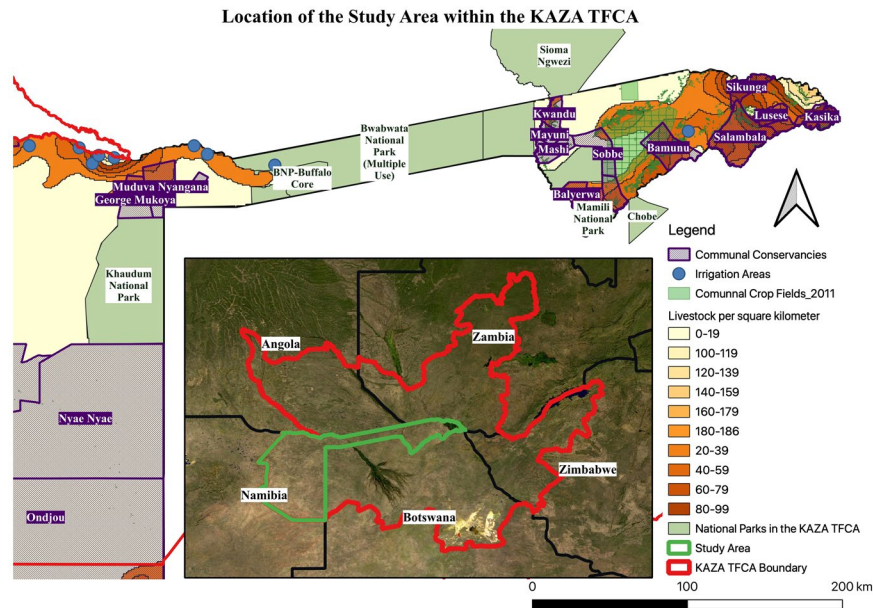 Location of the Study Area within the KAZA TFCA
Sioma
Ngwezi
Sikunga
Kwandu
Lusese
Kasika
Bwabwata
National
Park
(Multiple
Use)
Mayuni
Salambala
Mashi
Sobbe
Bamunu
BNP-Buffalo
Core
Muduva Nyangana
George Mukoya
Balyerwa
Mamili
National
Park
Chobe
Khaudum
National
Park
Nyae Nyae
Ondjou
Angola
Zambia
Zimbabwe
Namibia
Botswana
Legend
Communal Conservancies
Irrigation Areas
Comunnal Crop Fields_2011
Livestock per square kilometer
0-19
100-119
120-139
140-159
160-179
180-186
20-39
40-59
60-79
80-99
National Parks in the KAZA TFCA
Study Area
KAZA TFCA Boundary
0 100 200 km